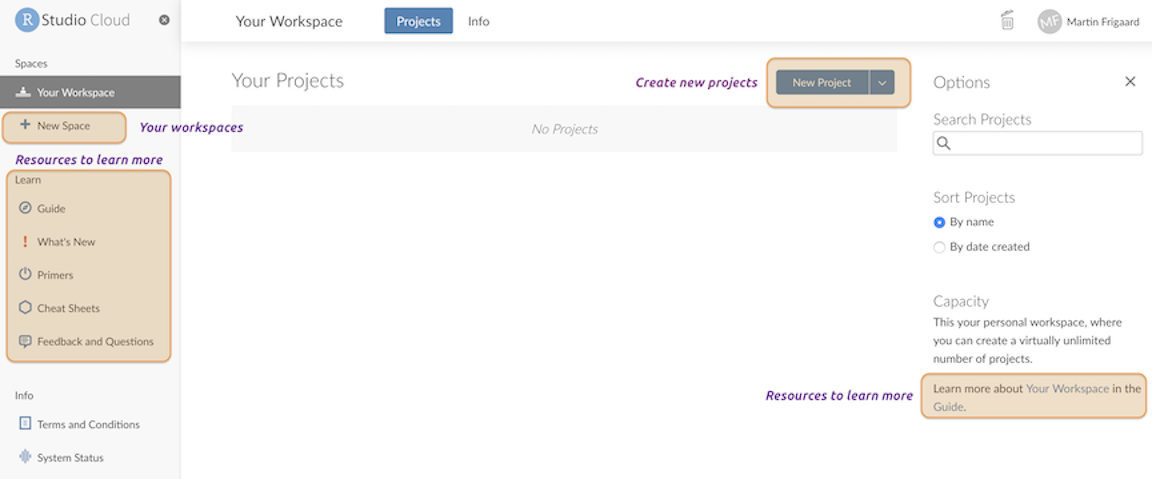 R Studio Cloud
Spaces
Your Workspace
New Space
Your workspaces
Resources to learn more
Learn
Guide
! What's New
Primers
Cheat Sheets
Feedback and Questions
Info
Terms and Conditions
System Status
Your Workspace
Projects
Info
MF Martin Frigaard
Your Projects
Create new projects
New Project
No Projects
Options
Search Projects
Sort Projects
By name
By date created
Capacity
This your personal workspace, where
you can create a virtually unlimited
number of projects.
Resources to learn more
Learn more about Your Workspace in the
Guide.